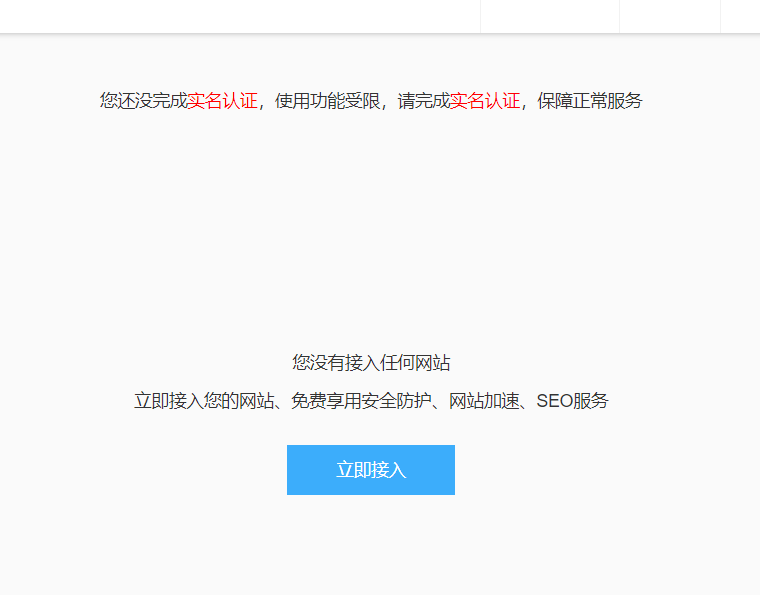 您还没完成实名认证，使用功能受限，请完成实名认证，保障正常服务
您没有接入任何网站
立即接入您的网站、免费享用安全防护、网站加速、SEO服务
立即接入